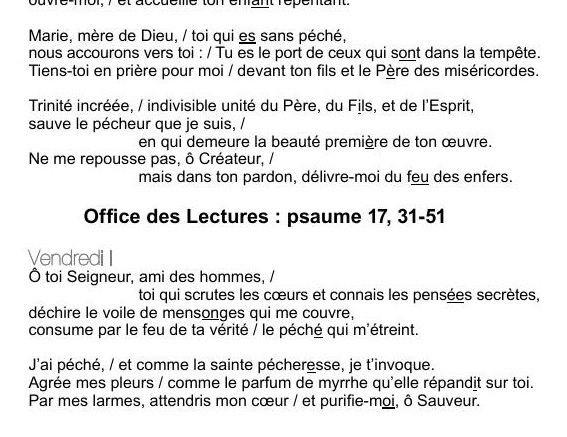 ouvre-moi, / et accueille ton enfant repentant.
Marie, mère de Dieu, / toi qui es sans péché,
nous accourons vers toi : / Tu es le port de ceux qui sont dans la tempête.
Tiens-toi en prière pour moi / devant ton fils et le Père des miséricordes.
Trinité incréée, / indivisible unité du Père, du Fils, et de l'Esprit,
sauve le pécheur que je suis, /
en qui demeure la beauté première de ton œuvre.
Ne me repousse pas, ô Créateur, /
mais dans ton pardon, délivre-moi du feu des enfers.
Office des Lectures : psaume 17, 31-51
Vendredi I
Ô toi Seigneur, ami des hommes, /
toi qui scrutes les cœurs et connais les pensées secrètes,
déchire le voile de mensonges qui me couvre,
consume par le feu de ta vérité / le péché qui m'étreint.
J'ai péché, / et comme la sainte pécheresse, je t'invoque.
Agrée mes pleurs / comme le parfum de myrrhe qu'elle répandit sur toi.
Par mes larmes, attendris mon cœur / et purifie-moi, ô Sauveur.